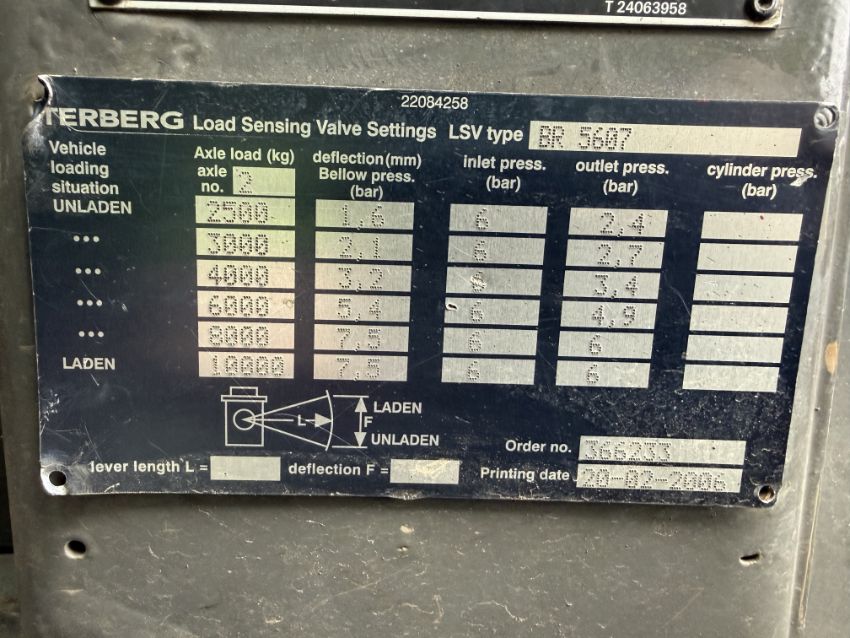 T 24063958
22084258
TERBERG Load Sensing Valve Settings LSV type BR 5607
Vehicle loading situation
Axle load (kg) axle no. 2
deflection (mm) Bellow press. (bar)
inlet press. (bar)
outlet press. (bar)
cylinder press. (bar)
UNLADEN 2500 1,6 6 2,4
••• 3000 2,1 6 2,7
••• 4000 3,2 6 3,4
••• 6000 5,4 6 4,9
••• 8000 7,5 6 6
LADEN 10000 7,5 6 6
L F LADEN
UNLADEN
lever length L = deflection F =
Order no. 366233
Printing date 20-02-2006